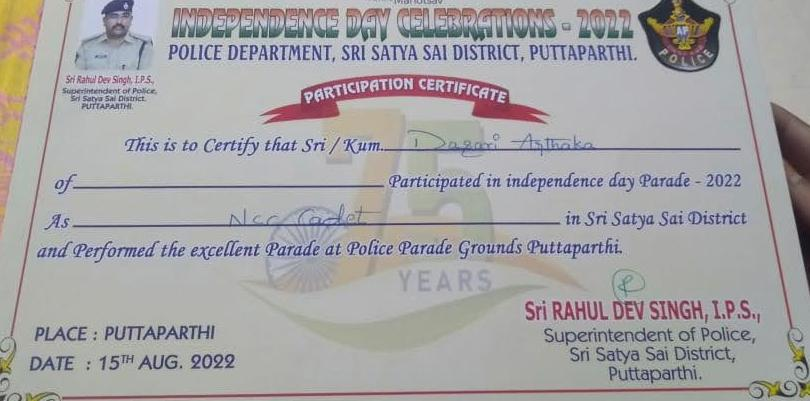 Mahotsav
INDEPENDENCE DAY CELEBRATIONS - 2022
POLICE DEPARTMENT, SRI SATYA SAI DISTRICT, PUTTAPARTHI.
AP
POLICE
Sri Rahul Dev Singh, I.P.S.,
Superintendent of Police,
Sri Satya Sai District.
PUTTAPARTHI.
PARTICIPATION CERTIFICATE
This is to Certify that Sri / Kum. Dasari Asthaka
of Participated in independence day Parade - 2022
As Ncc Cadet in Sri Satya Sai District
and Performed the excellent Parade at Police Parade Grounds Puttaparthi.
75
YEARS
Sri RAHUL DEV SINGH, I.P.S.,
Superintendent of Police,
Sri Satya Sai District,
Puttaparthi.
PLACE : PUTTAPARTHI
DATE : 15TH AUG. 2022